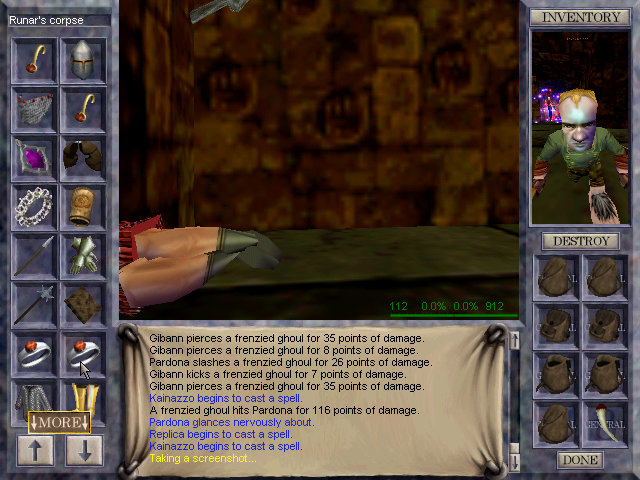 Runar's corpse
INVENTORY
DESTROY
112 0.0% 0.0% 912
Gibann pierces a frenzied ghoul for 35 points of damage.
Gibann pierces a frenzied ghoul for 8 points of damage.
Pardona slashes a frenzied ghoul for 26 points of damage.
Gibann kicks a frenzied ghoul for 7 points of damage.
Gibann pierces a frenzied ghoul for 35 points of damage.
Kainazzo begins to cast a spell.
A frenzied ghoul hits Pardona for 116 points of damage.
Pardona glances nervously about.
Replica begins to cast a spell.
Kainazzo begins to cast a spell.
Taking a screenshot...
MORE
GENERAL
DONE